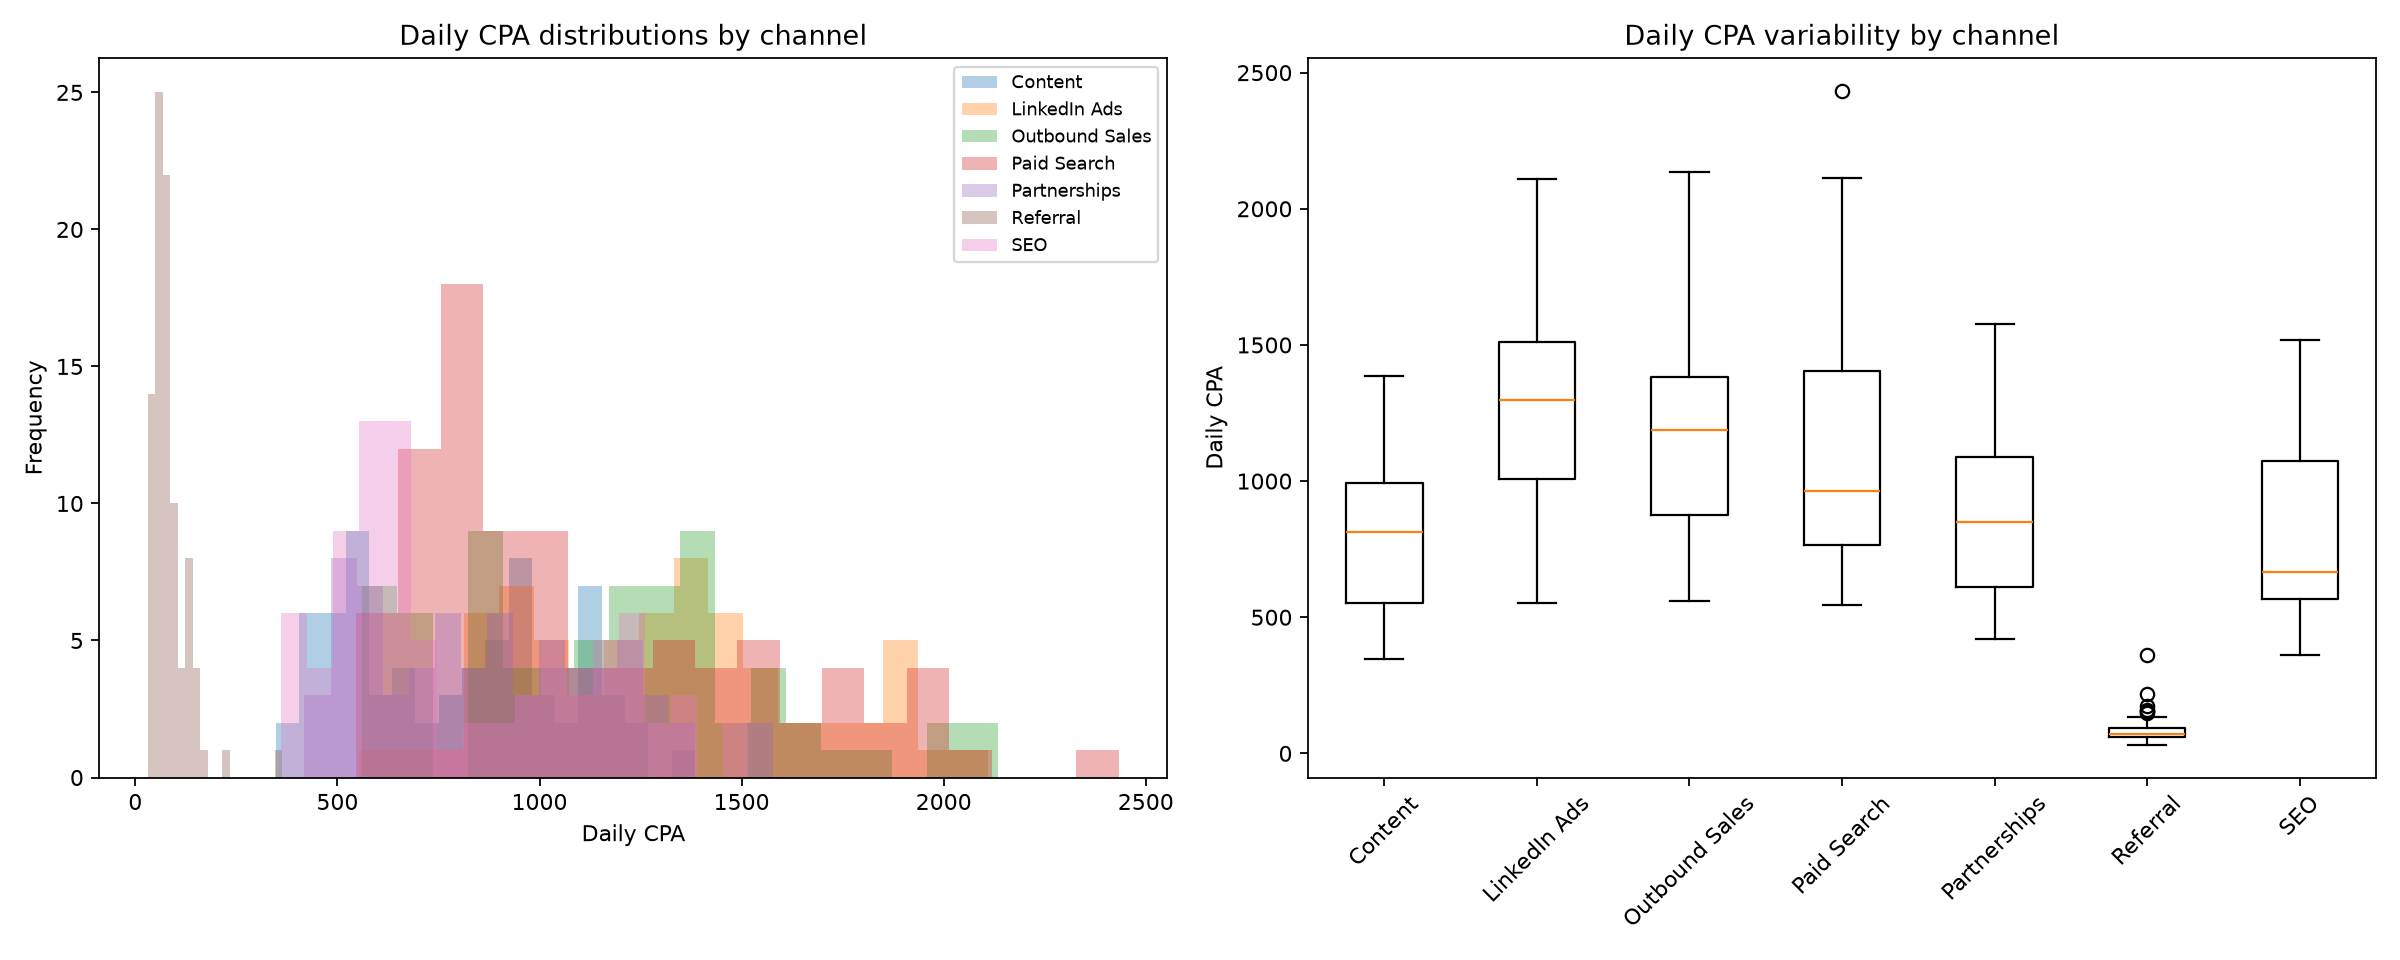 Daily CPA distributions by channel
Frequency
25
20
15
10
5
0
0 500 1000 1500 2000 2500
Daily CPA
Content
LinkedIn Ads
Outbound Sales
Paid Search
Partnerships
Referral
SEO
Daily CPA variability by channel
Daily CPA
2500
2000
1500
1000
500
0
Content
LinkedIn Ads
Outbound Sales
Paid Search
Partnerships
Referral
SEO